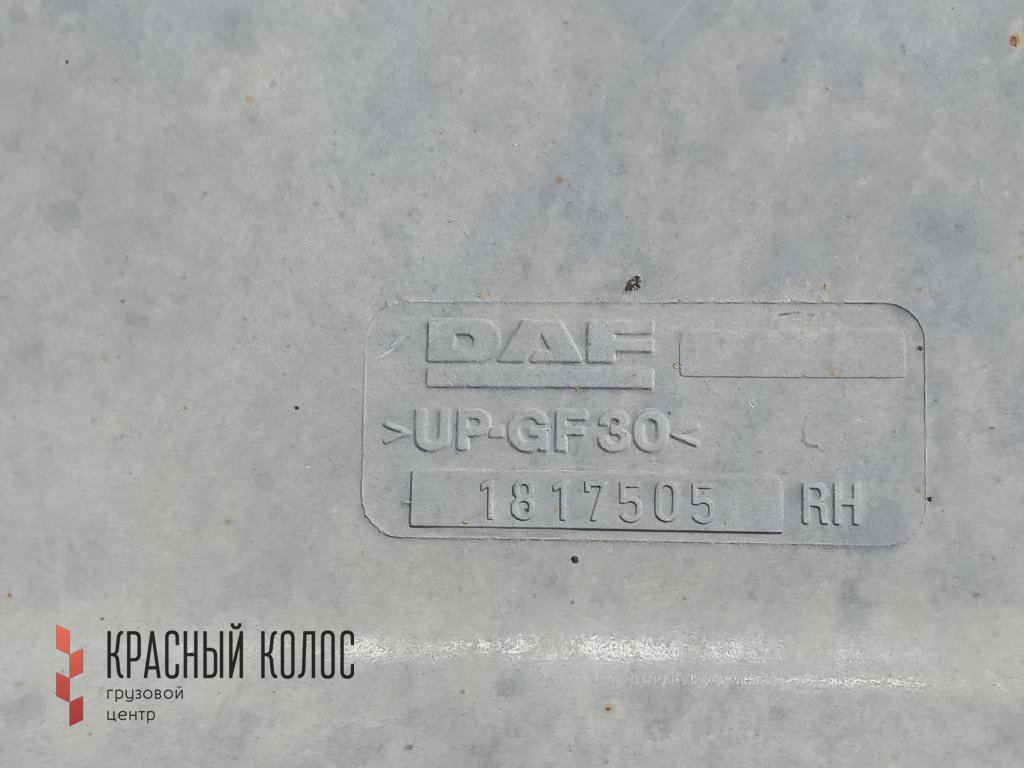 DAF
>UP-GF30<
1817505 RH
КРАСНЫЙ КОЛОС
грузовой
центр